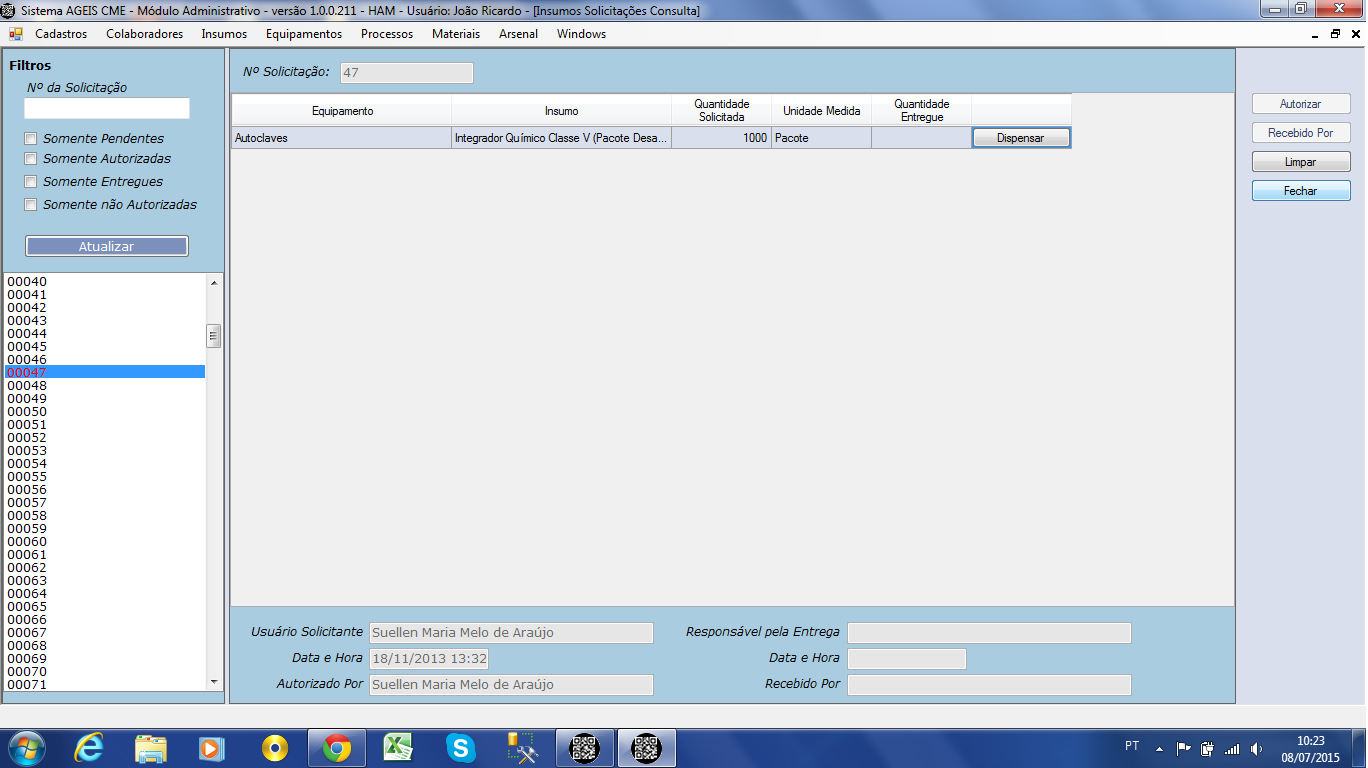 Sistema AGEIS CME - Módulo Administrativo - versão 1.0.0.211 - HAM - Usuário: João Ricardo - [Insumos Solicitações Consulta]
Cadastros Colaboradores Insumos Equipamentos Processos Materiais Arsenal Windows
Filtros
Nº da Solicitação
Somente Pendentes
Somente Autorizadas
Somente Entregues
Somente não Autorizadas
Atualizar
00040
00041
00042
00043
00044
00045
00046
00047
00048
00049
00050
00051
00052
00053
00054
00055
00056
00057
00058
00059
00060
00061
00062
00063
00064
00065
00066
00067
00068
00069
00070
00071
Nº Solicitação: 47
Equipamento Insumo Quantidade Solicitada Unidade Medida Quantidade Entregue
Autoclaves Integrador Químico Classe V (Pacote Desa... 1000 Pacote Dispensar
Usuário Solicitante Suellen Maria Melo de Araújo Responsável pela Entrega
Data e Hora 18/11/2013 13:32 Data e Hora
Autorizado Por Suellen Maria Melo de Araújo Recebido Por
Autorizar
Recebido Por
Limpar
Fechar
PT
10:23
08/07/2015